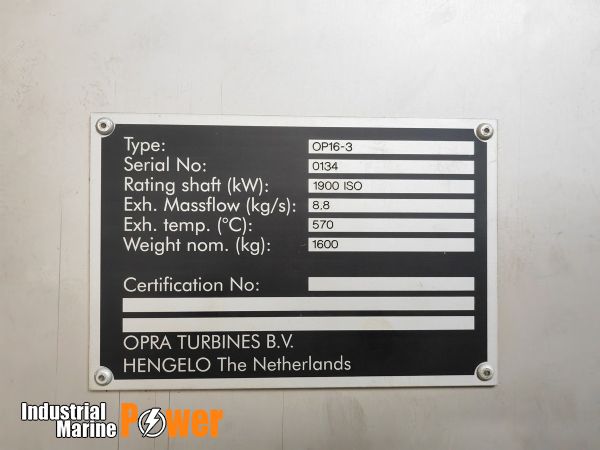 Type: OP16-3
Serial No: 0134
Rating shaft (kW): 1900 ISO
Exh. Massflow (kg/s): 8.8
Exh. temp. (°C): 570
Weight nom. (kg): 1600
Certification No:
OPRA TURBINES B.V.
HENGELO The Netherlands
Industrial
Marine Power